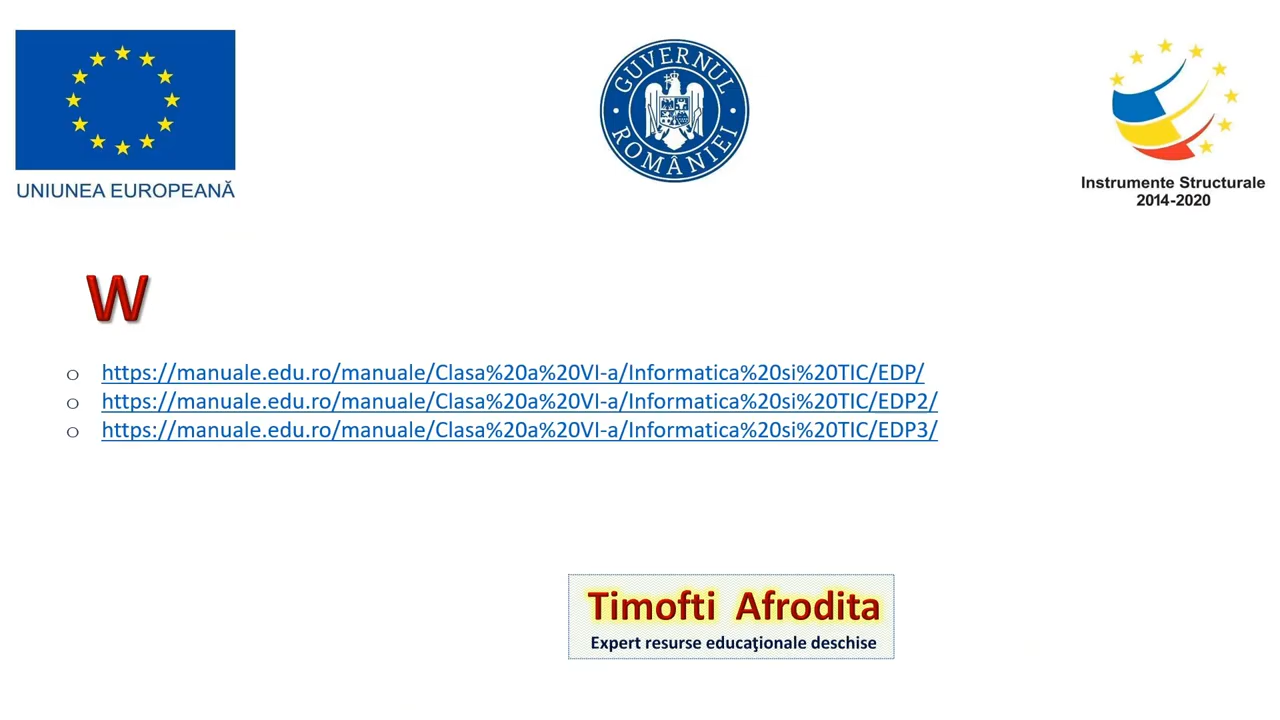 UNIUNEA EUROPEANĂ
GUVERNUL ROMÂNIEI
Instrumente Structurale
2014-2020
W
https://manuale.edu.ro/manuale/Clasa%20a%20VI-a/Informatica%20si%20TIC/EDP/
https://manuale.edu.ro/manuale/Clasa%20a%20VI-a/Informatica%20si%20TIC/EDP2/
https://manuale.edu.ro/manuale/Clasa%20a%20VI-a/Informatica%20si%20TIC/EDP3/
Timofti Afrodita
Expert resurse educaţionale deschise